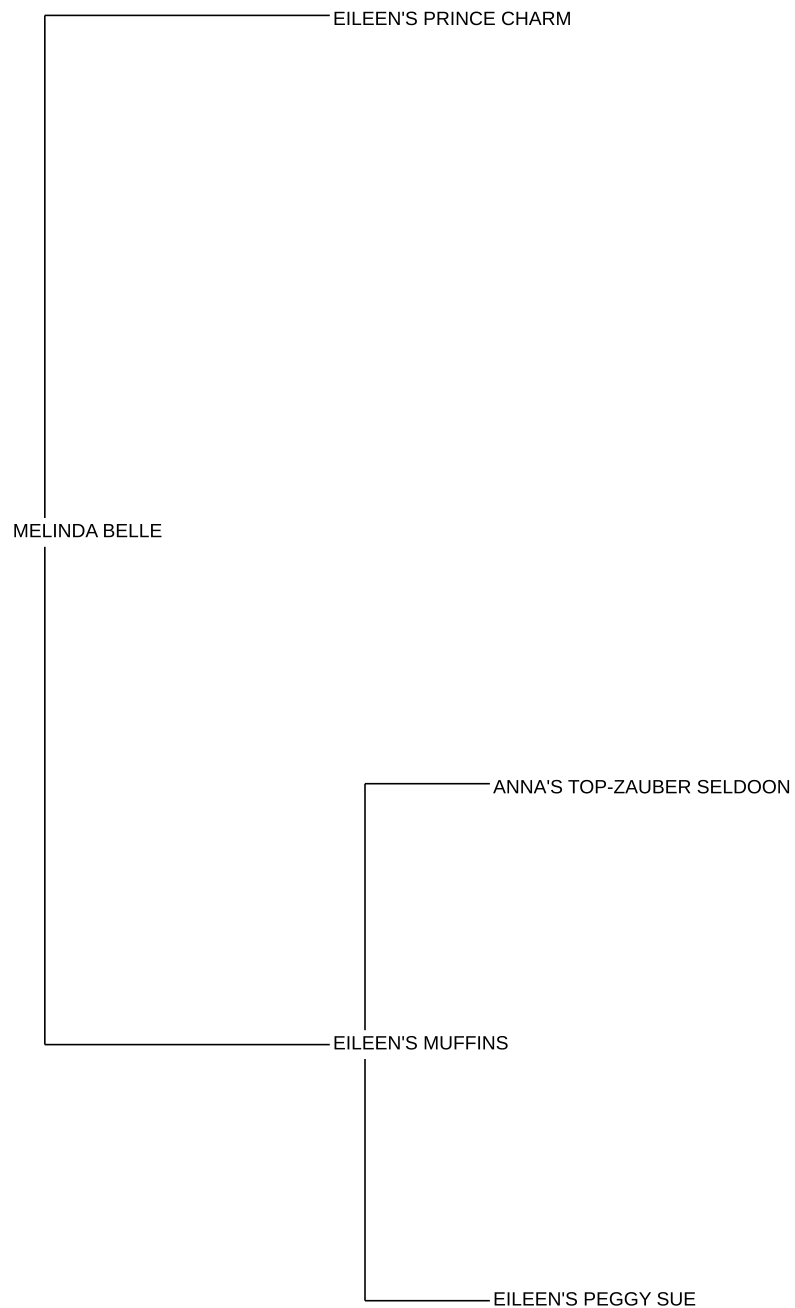 EILEEN'S PRINCE CHARM
MELINDA BELLE
ANNA'S TOP-ZAUBER SELDOON
EILEEN'S MUFFINS
EILEEN'S PEGGY SUE